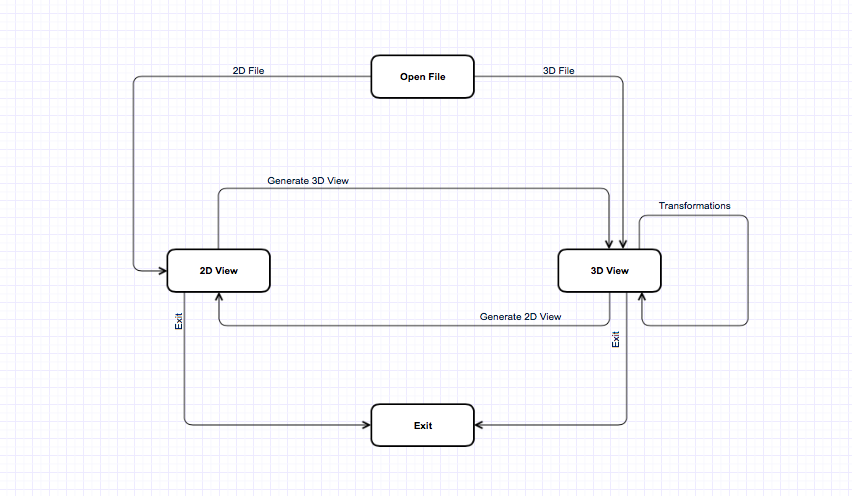 2D File
Open File
3D File
Generate 3D View
Transformations
2D View
3D View
Exit
Generate 2D View
Exit
Exit